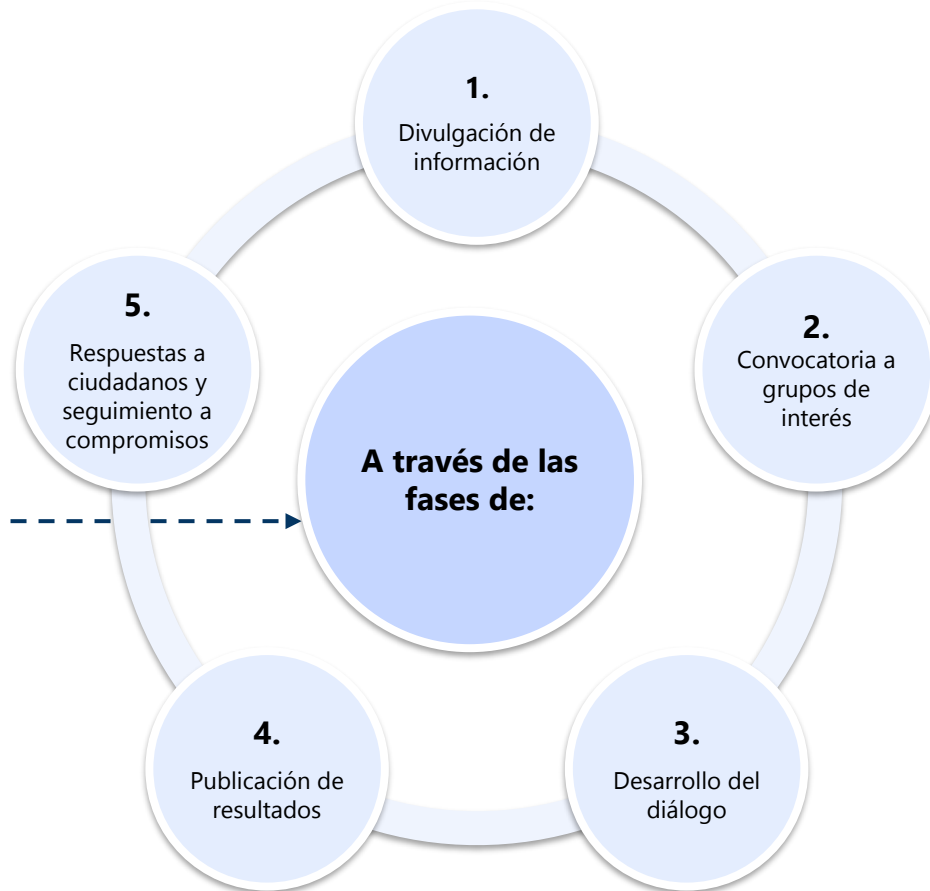 1.
Divulgación de
información
2.
Convocatoria a
grupos de
interés
3.
Desarrollo del
diálogo
4.
Publicación de
resultados
5.
Respuestas a
ciudadanos y
seguimiento a
compromisos
A través de las
fases de: